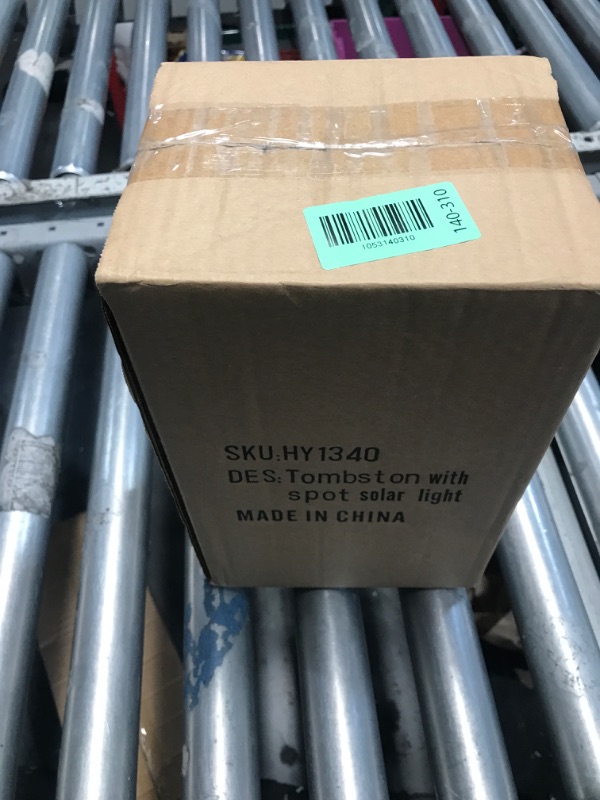 140-310
1053140310
SKU:HY1340
DES:Tombston with
spot solar light
MADE IN CHINA